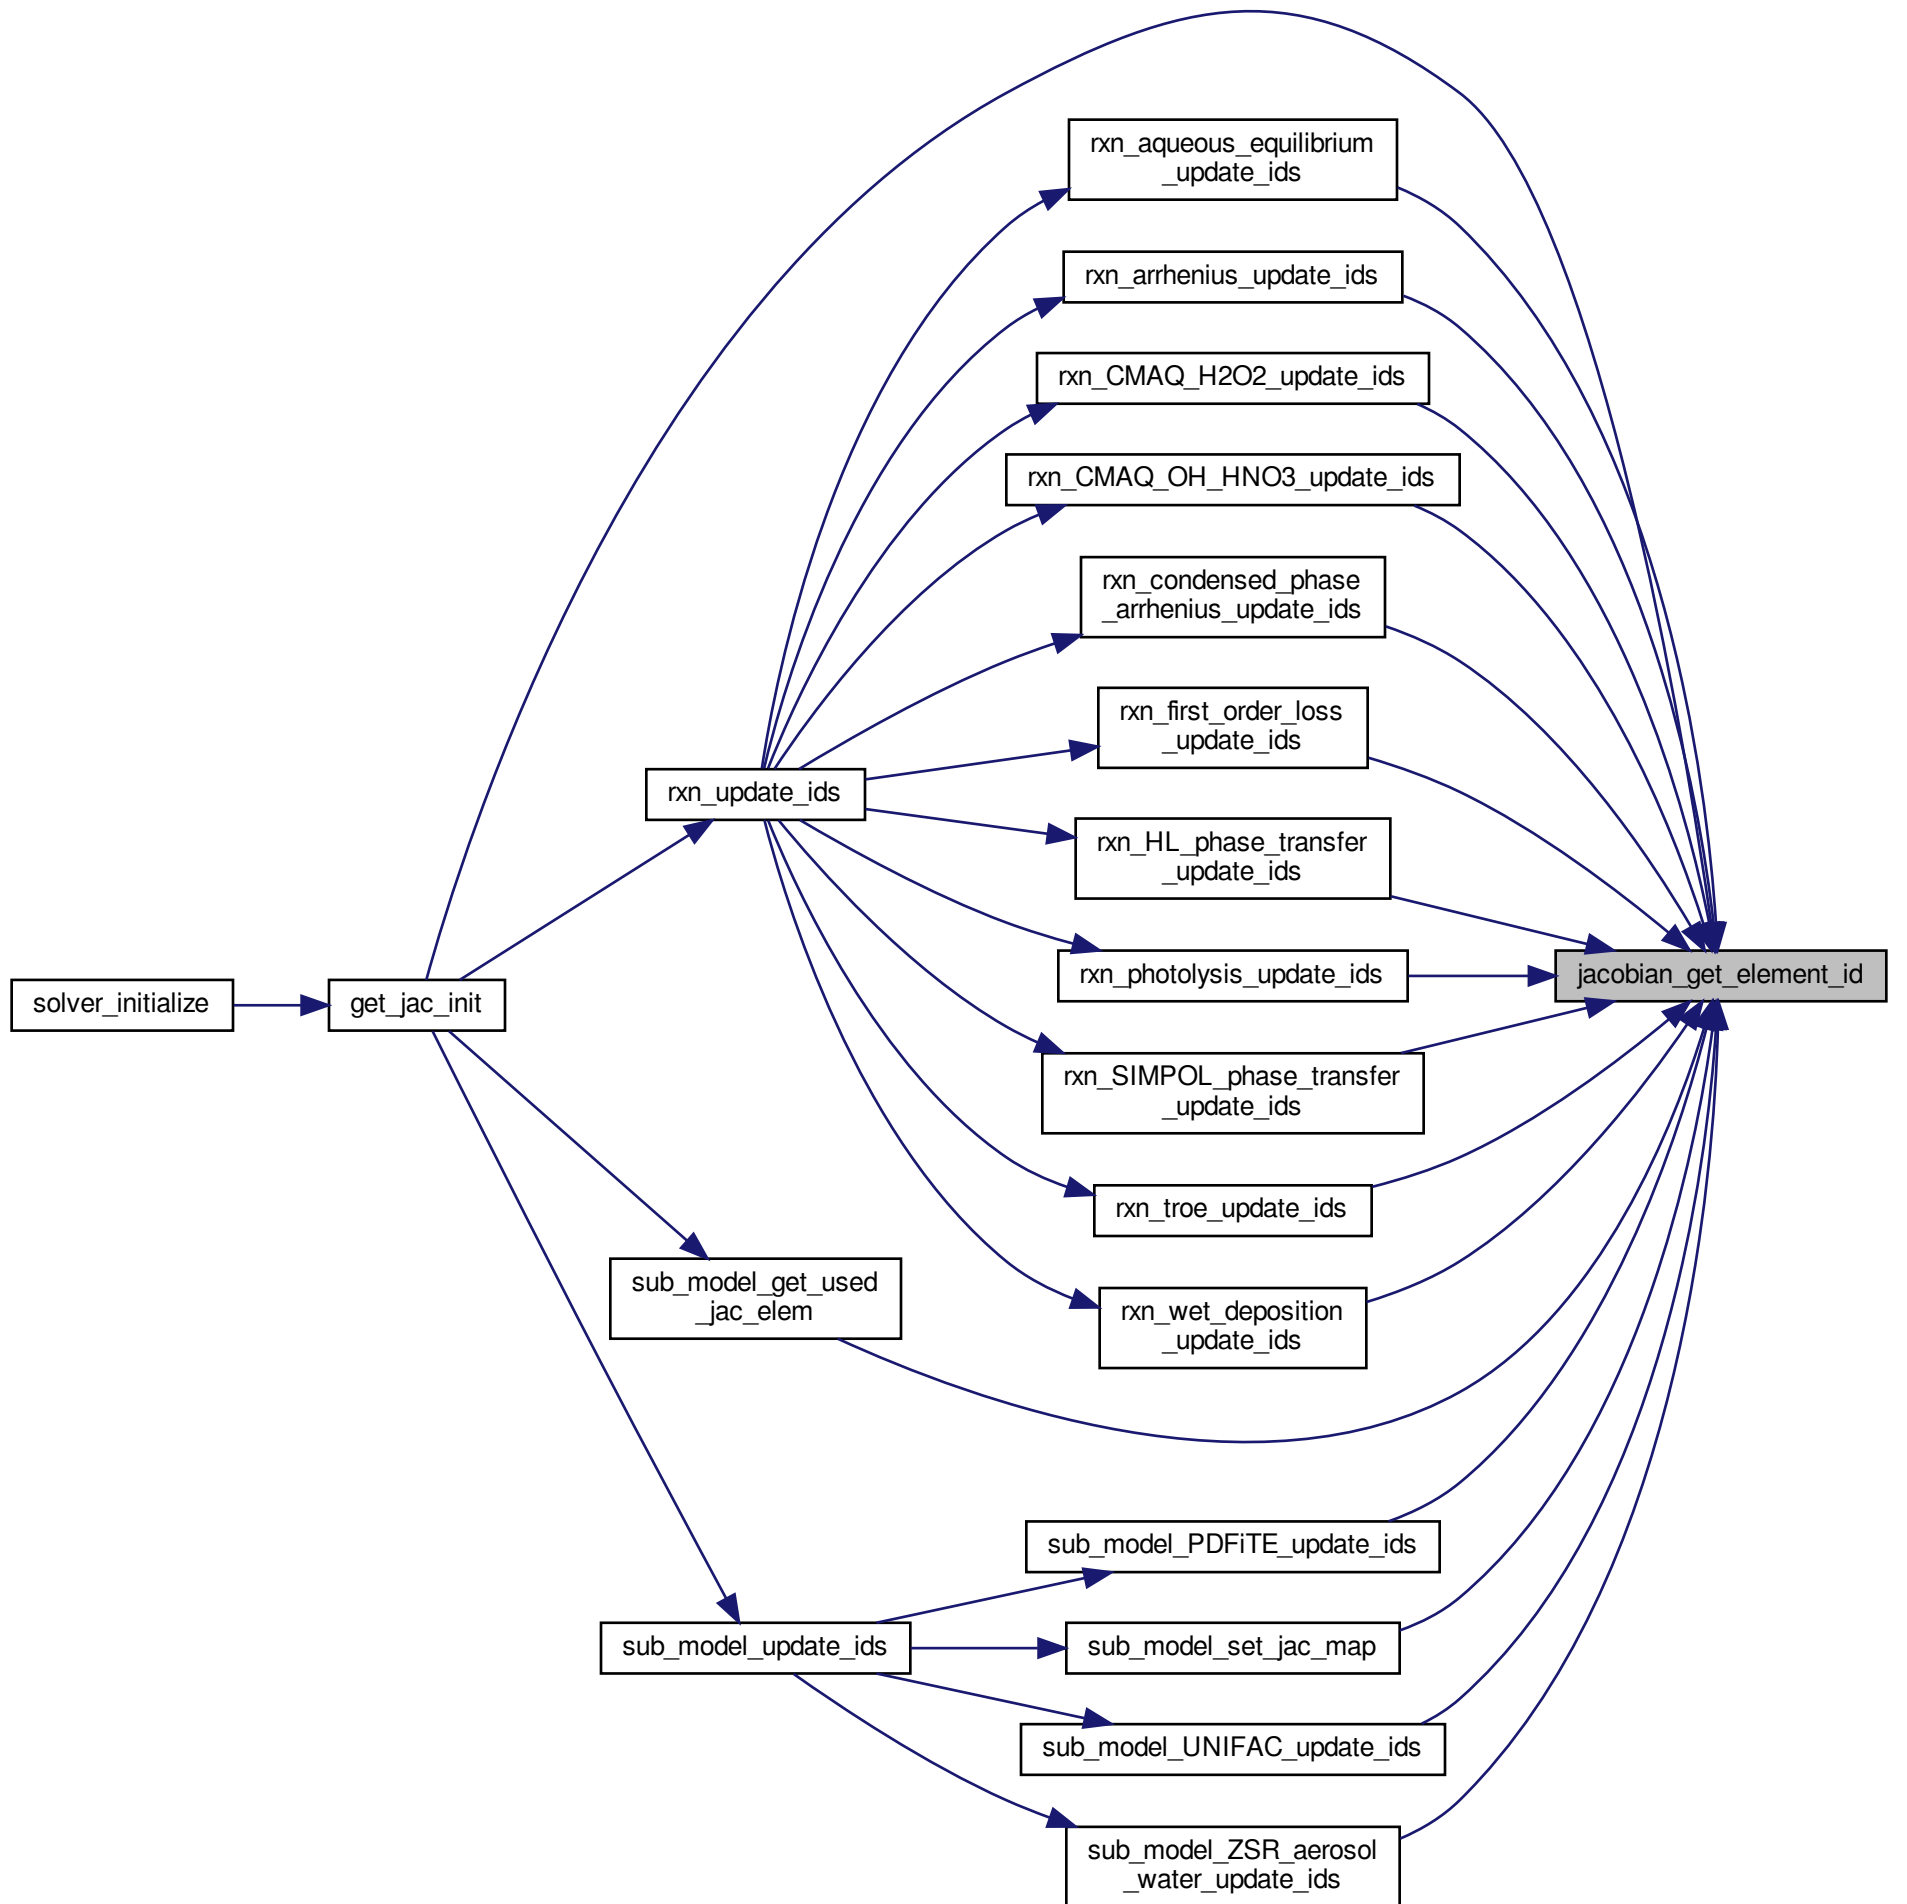 rxn_aqueous_equilibrium
_update_ids
rxn_arrhenius_update_ids
rxn_CMAQ_H2O2_update_ids
rxn_CMAQ_OH_HNO3_update_ids
rxn_condensed_phase
_arrhenius_update_ids
rxn_first_order_loss
_update_ids
rxn_update_ids
rxn_HL_phase_transfer
_update_ids
rxn_photolysis_update_ids
jacobian_get_element_id
solver_initialize
get_jac_init
rxn_SIMPOL_phase_transfer
_update_ids
rxn_troe_update_ids
sub_model_get_used
_jac_elem
rxn_wet_deposition
_update_ids
sub_model_PDFiTE_update_ids
sub_model_update_ids
sub_model_set_jac_map
sub_model_UNIFAC_update_ids
sub_model_ZSR_aerosol
_water_update_ids